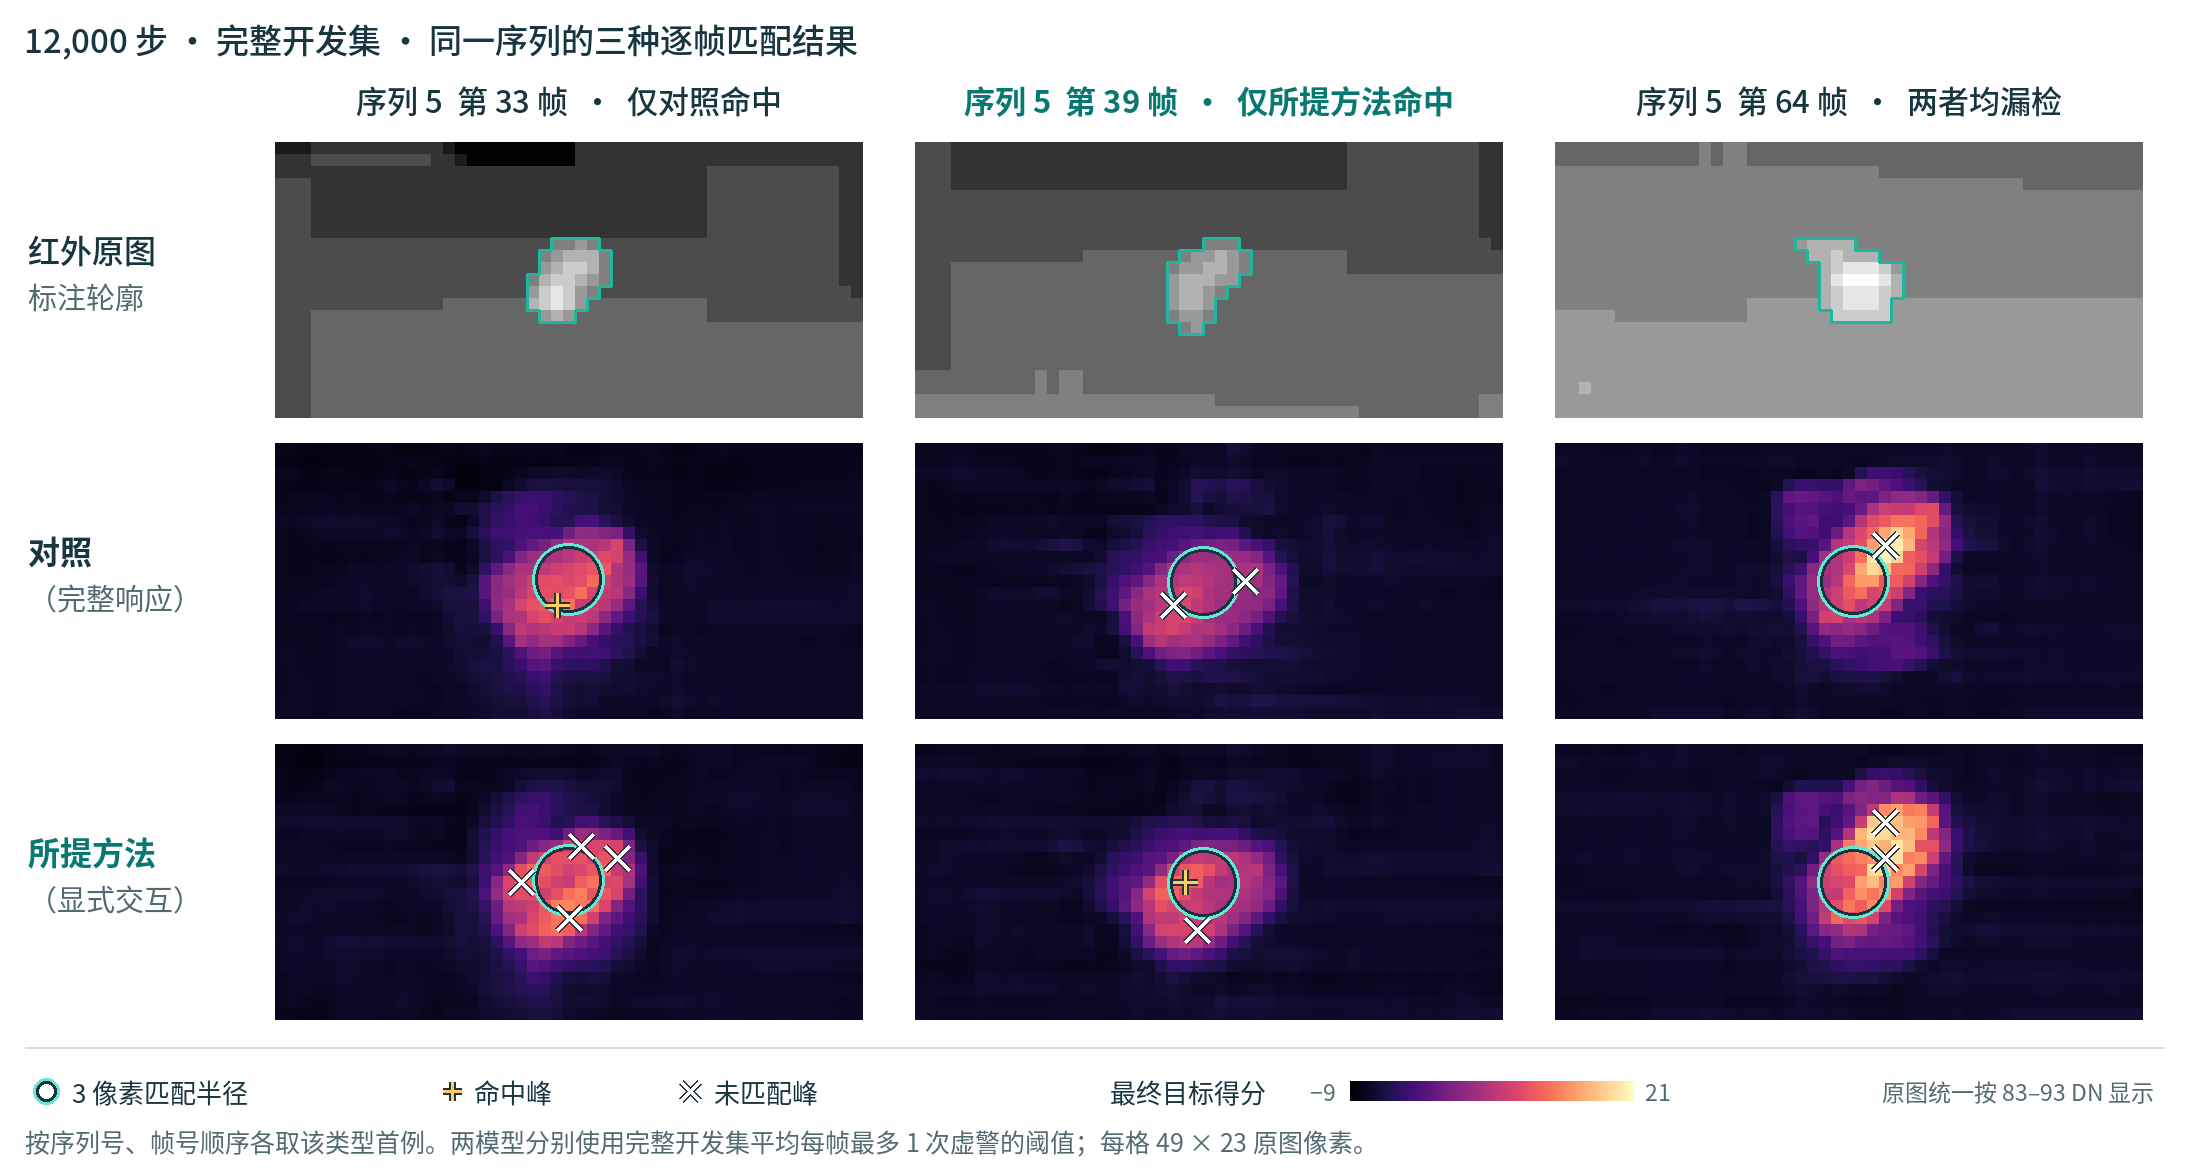 12,000 步 · 完整开发集 · 同一序列的三种逐帧匹配结果
序列 5 第 33 帧 · 仅对照命中
序列 5 第 39 帧 · 仅所提方法命中
序列 5 第 64 帧 · 两者均漏检
红外原图
标注轮廓
对照
（完整响应）
所提方法
（显式交互）
3 像素匹配半径
命中峰
未匹配峰
最终目标得分
−9
21
原图统一按 83–93 DN 显示
按序列号、帧号顺序各取该类型首例。两模型分别使用完整开发集平均每帧最多 1 次虚警的阈值；每格 49 × 23 原图像素。